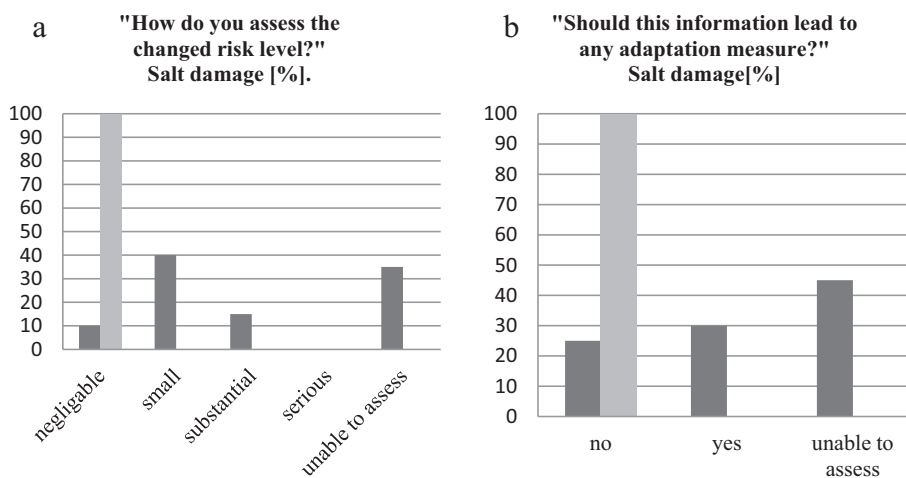 a
"How do you assess the
changed risk level?"
Salt damage [%].
100
90
80
70
60
50
40
30
20
10
0
negligable
small
substantial
serious
unable to assess
b
"Should this information lead to
any adaptation measure?"
Salt damage[%]
100
90
80
70
60
50
40
30
20
10
0
no
yes
unable to
assess